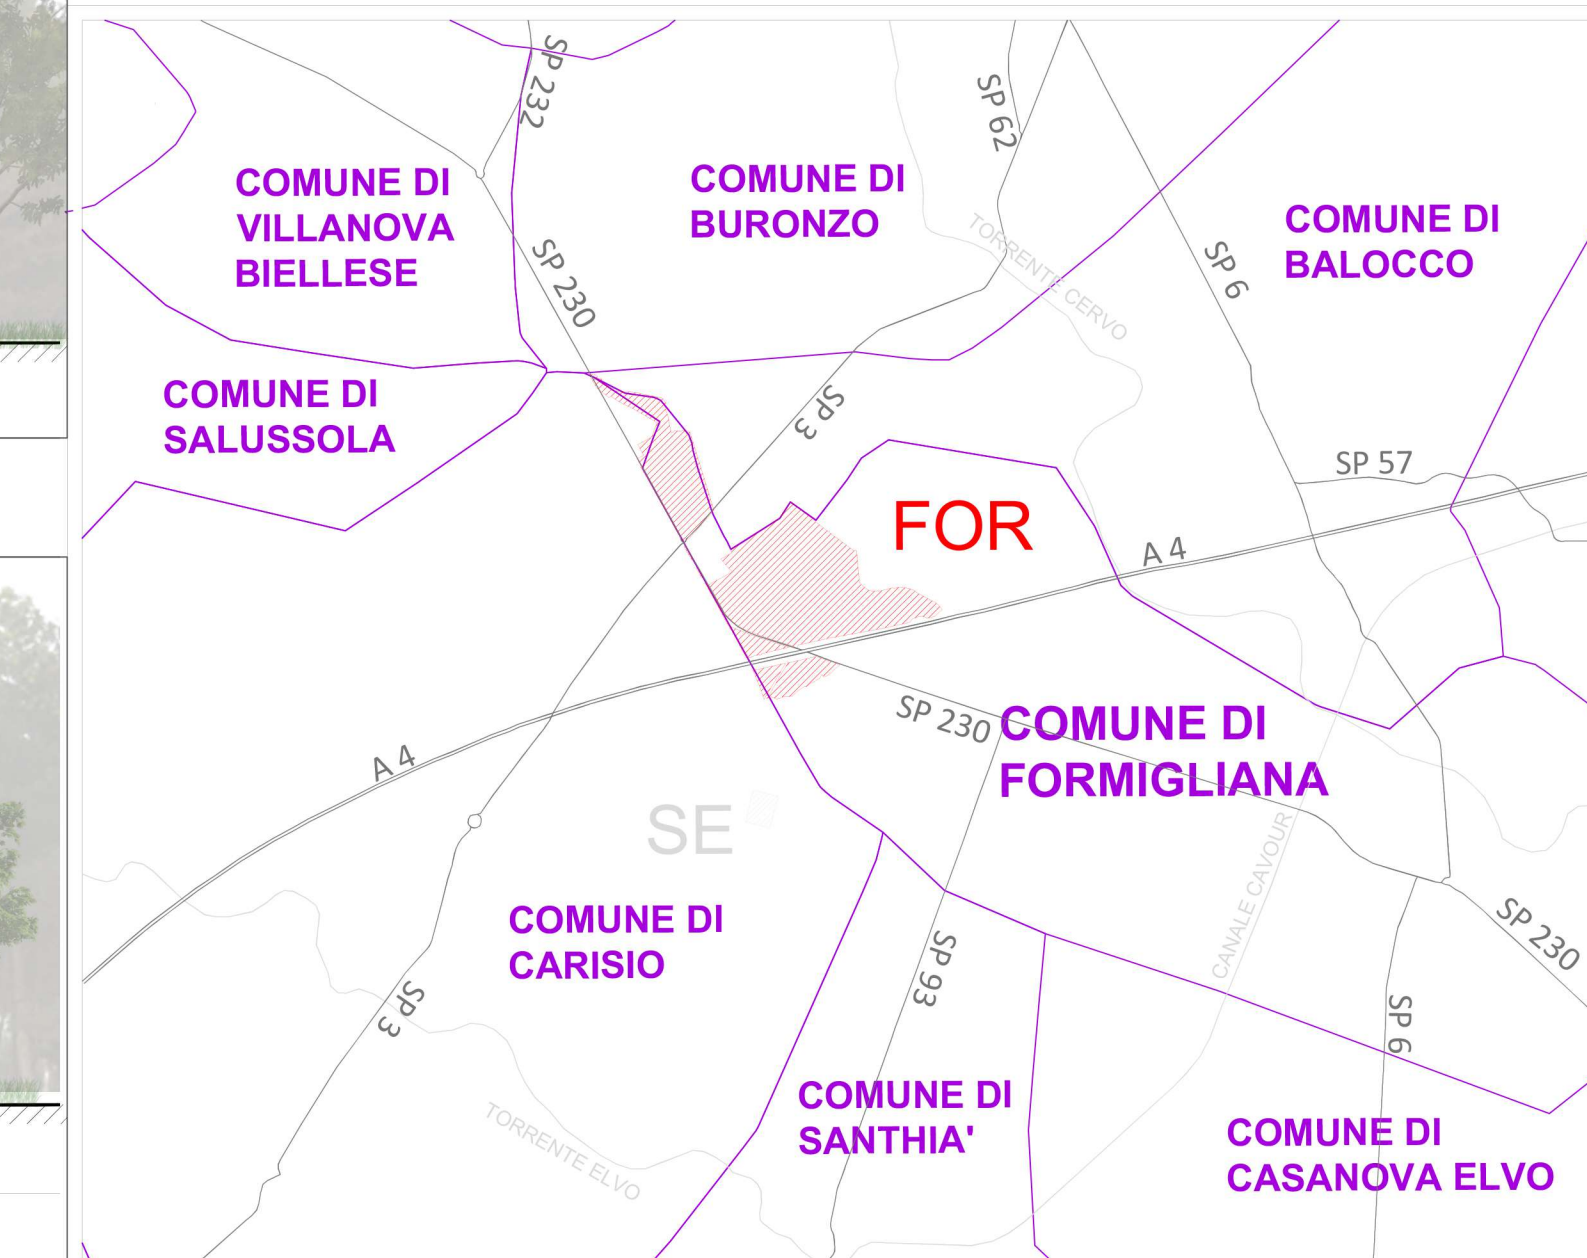 SP 232
SP 62
COMUNE DI
VILLANOVA
BIELLESE
COMUNE DI
BURONZO
COMUNE DI
BALOCCO
TORRENTE CERVO
SP 230
SP 6
COMUNE DI
SALUSSOLA
SP 3
SP 57
FOR
A 4
SP 230
COMUNE DI
FORMIGLIANA
A 4
SE
CANALE CAVOUR
COMUNE DI
CARISIO
SP 230
SP 93
SP 3
SP 6
COMUNE DI
SANTHIA'
TORRENTE ELVO
COMUNE DI
CASANOVA ELVO